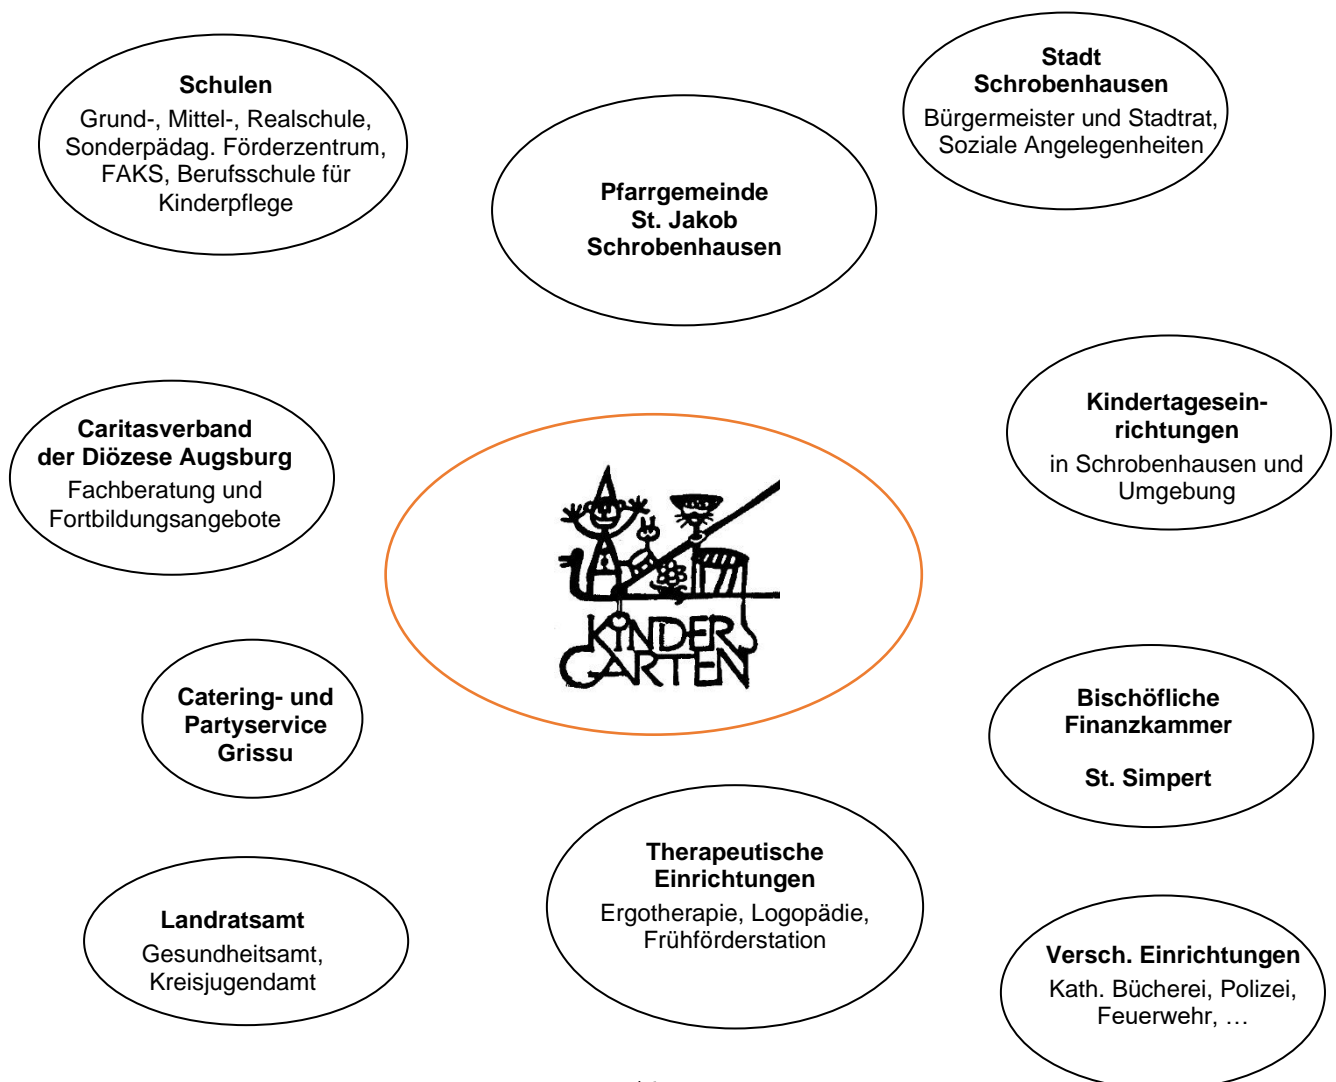 Schulen
Grund-, Mittel-, Realschule,
Sonderpädag. Förderzentrum,
FAKS, Berufsschule für
Kinderpflege
Stadt
Schrobenhausen
Bürgermeister und Stadtrat,
Soziale Angelegenheiten
Pfarrgemeinde
St. Jakob
Schrobenhausen
Caritasverband
der Diözese Augsburg
Fachberatung und
Fortbildungsangebote
Kindertagesein-
richtungen
in Schrobenhausen und
Umgebung
KINDER
GARTEN
Catering- und
Partyservice
Grissu
Bischöfliche
Finanzkammer
St. Simpert
Therapeutische
Einrichtungen
Ergotherapie, Logopädie,
Frühförderstation
Landratsamt
Gesundheitsamt,
Kreisjugendamt
Versch. Einrichtungen
Kath. Bücherei, Polizei,
Feuerwehr, …